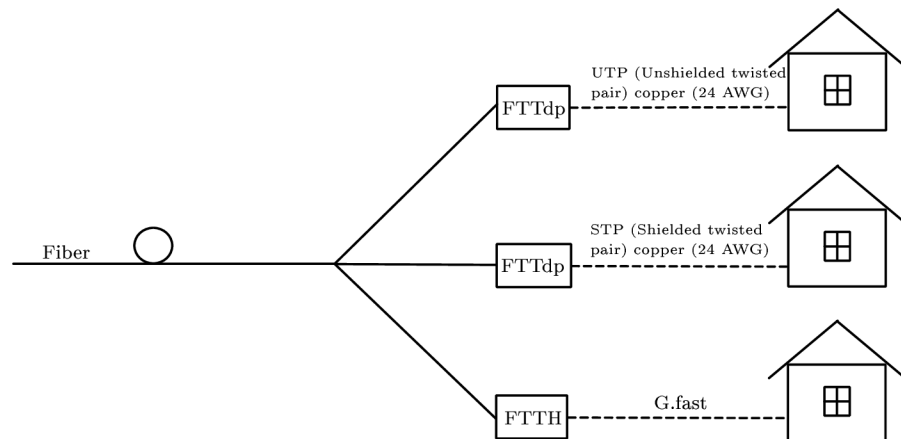 UTP (Unshielded twisted
pair) copper (24 AWG)
FTTdp
STP (Shielded twisted
pair) copper (24 AWG)
Fiber
FTTdp
G.fast
FTTH